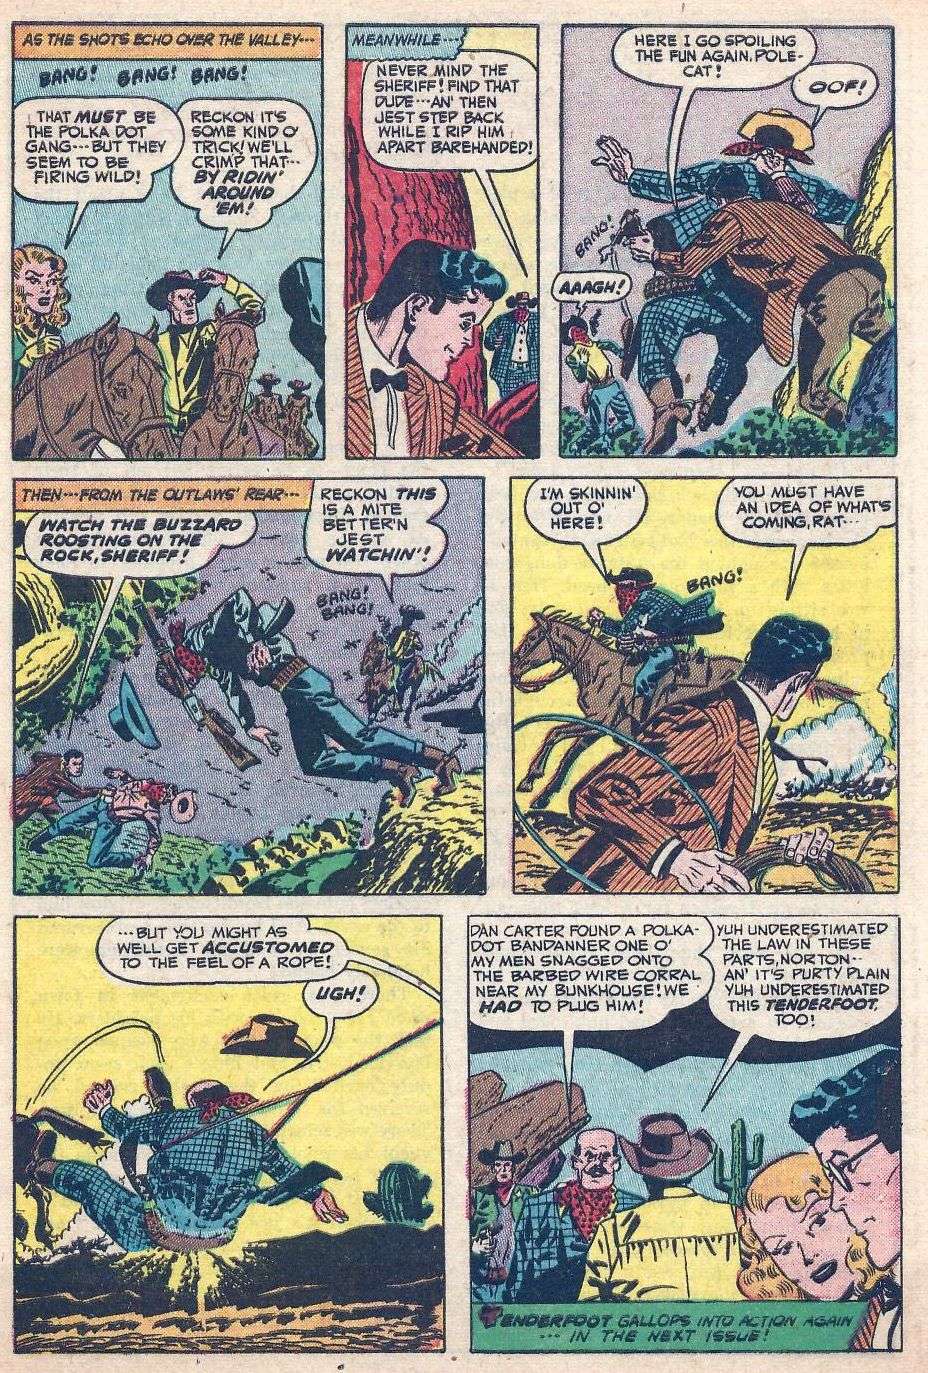 AS THE SHOTS ECHO OVER THE VALLEY---
BANG! BANG! BANG!
THAT MUST BE
THE POLKA DOT
GANG---BUT THEY
SEEM TO BE
FIRING WILD!
RECKON IT'S
SOME KIND O'
TRICK! WE'LL
CRIMP THAT--
BY RIDIN'
AROUND
'EM!
MEANWHILE---
NEVER MIND THE
SHERIFF! FIND THAT
DUDE---AN' THEN
JEST STEP BACK
WHILE I RIP HIM
APART BAREHANDED!
HERE I GO SPOILING
THE FUN AGAIN, POLE-
CAT!
OOF!
BANG!
AAAGH!
THEN---FROM THE OUTLAWS' REAR---
WATCH THE BUZZARD
ROOSTING ON THE
ROCK, SHERIFF!
RECKON THIS
IS A MITE
BETTER'N
JEST
WATCHIN'!
BANG!
BANG!
I'M SKINNIN'
OUT O'
HERE!
BANG!
YOU MUST HAVE
AN IDEA OF WHAT'S
COMING, RAT---
---BUT YOU MIGHT AS
WELL GET ACCUSTOMED
TO THE FEEL OF A ROPE!
UGH!
DAN CARTER FOUND A POLKA-
DOT BANDANNER ONE O'
MY MEN SNAGGED ONTO
THE BARBED WIRE CORRAL
NEAR MY BUNKHOUSE! WE
HAD TO PLUG HIM!
YUH UNDERESTIMATED
THE LAW IN THESE
PARTS, NORTON--
AN' IT'S PURTY PLAIN
YUH UNDERESTIMATED
THIS TENDERFOOT,
TOO!
TENDERFOOT GALLOPS INTO ACTION AGAIN
--- IN THE NEXT ISSUE!